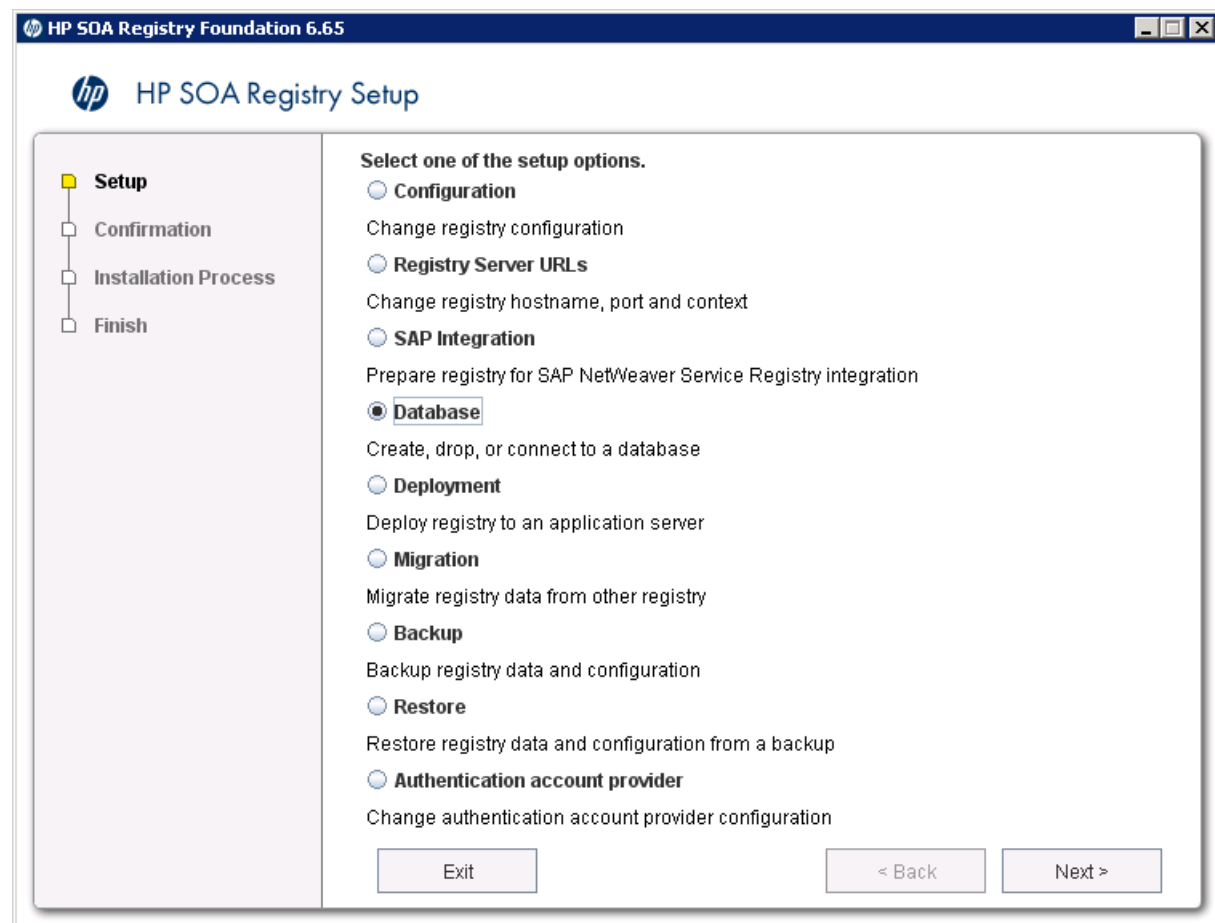 HP SOA Registry Foundation 6.65
hp HP SOA Registry Setup
Setup
Confirmation
Installation Process
Finish
Select one of the setup options.
Configuration
Change registry configuration
Registry Server URLs
Change registry hostname, port and context
SAP Integration
Prepare registry for SAP NetWeaver Service Registry integration
Database
Create, drop, or connect to a database
Deployment
Deploy registry to an application server
Migration
Migrate registry data from other registry
Backup
Backup registry data and configuration
Restore
Restore registry data and configuration from a backup
Authentication account provider
Change authentication account provider configuration
Exit
< Back
Next >